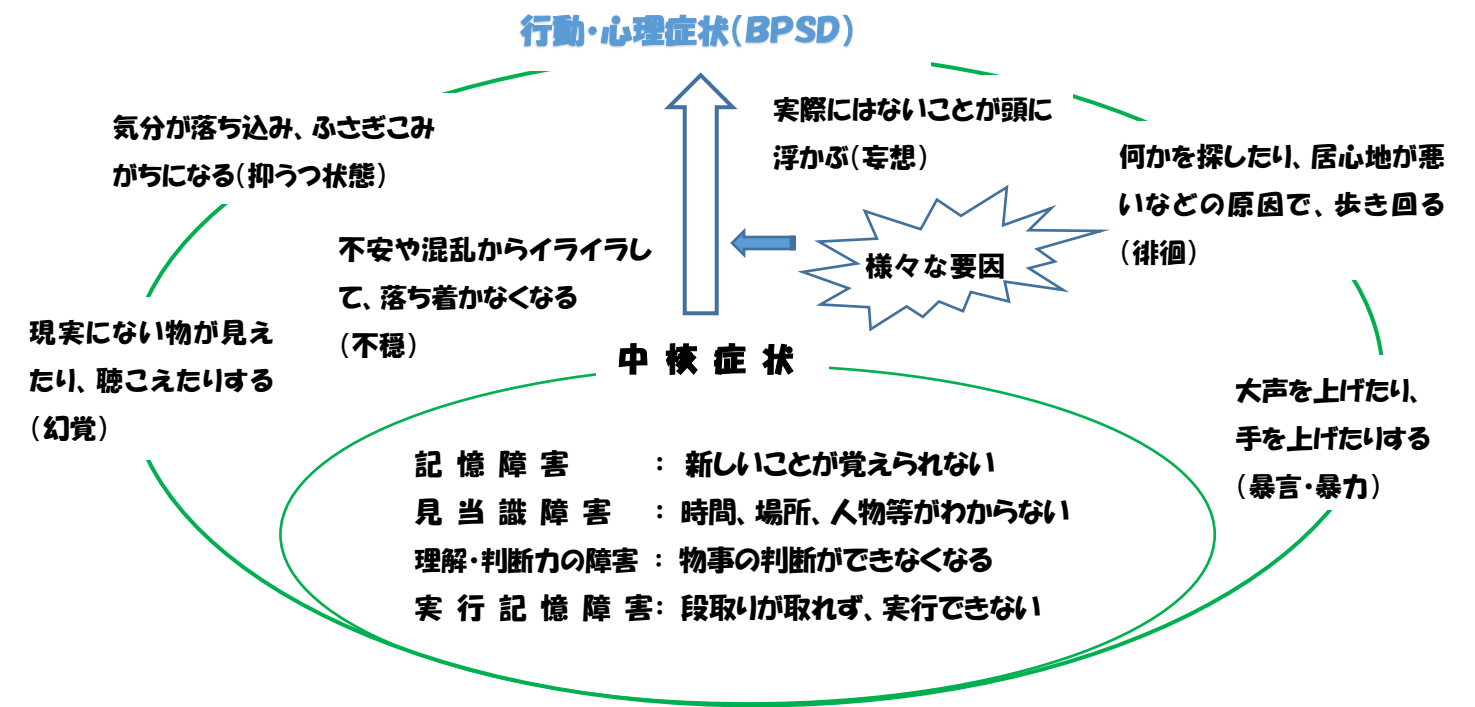 行動・心理症状(BPSD)
気分が落ち込み、ふさぎこみ
がちになる(抑うつ状態)
実際にはないことが頭に
浮かぶ(妄想)
何かを探したり、居心地が悪
いなどの原因で、歩き回る
(徘徊)
不安や混乱からイライラし
て、落ち着かなくなる
(不穏)
様々な要因
現実にない物が見え
たり、聴こえたりする
(幻覚)
中核症状
大声を上げたり、
手を上げたりする
(暴言・暴力)
記憶障害 : 新しいことが覚えられない
見当識障害 : 時間、場所、人物等がわからない
理解・判断力の障害 : 物事の判断ができなくなる
実行記憶障害: 段取りが取れず、実行できない